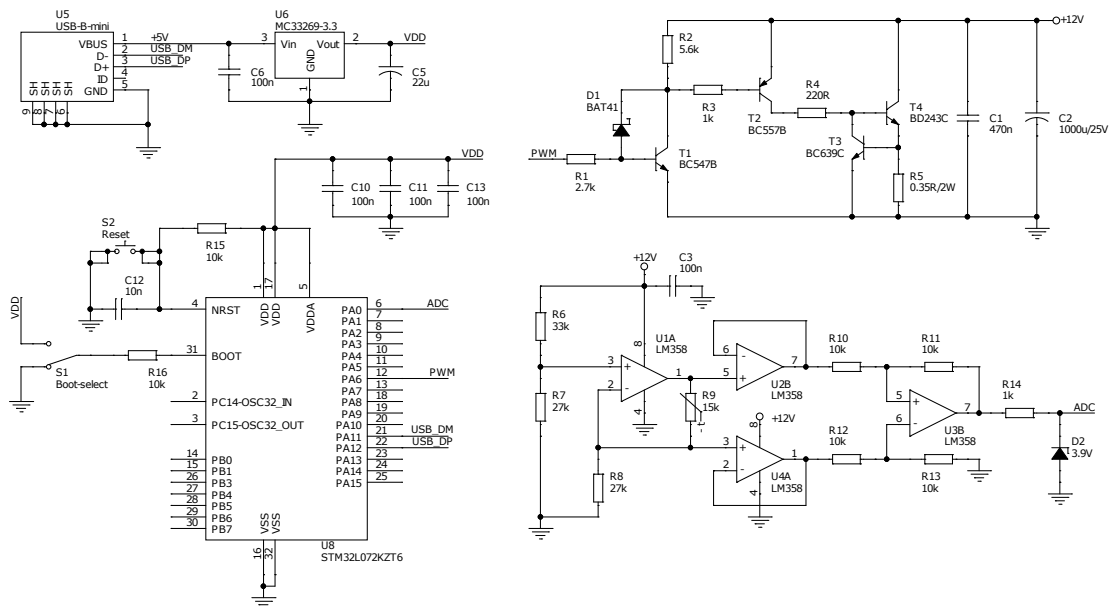 U5
USB-B-mini
VBUS 1 +5V
D- 2 USB_DM
D+ 3 USB_DP
ID 4
GND 5
SH SH SH SH
9 8 7 6
U6
MC33269-3.3
3 Vin Vout 2 VDD
GND
1
C6
100n
C5
22u
VDD
C10
100n
C11
100n
C13
100n
S2
Reset
R15
10k
C12
10n
VDD
S1
Boot-select
R16
10k
1 17 5
VDD VDD VDDA
4 NRST
31 BOOT
2 PC14-OSC32_IN
3 PC15-OSC32_OUT
14 PB0
15 PB1
26 PB3
27 PB4
28 PB5
29 PB6
30 PB7
PA0 6 ADC
PA1 7
PA2 8
PA3 9
PA4 10
PA5 11
PA6 12 PWM
PA7 13
PA8 18
PA9 19
PA10 20
PA11 21 USB_DM
PA12 22 USB_DP
PA13 23
PA14 24
PA15 25
VSS VSS
16 32
U8
STM32L072KZT6
+12V
R2
5.6k
D1
BAT41
R3
1k
T2
BC557B
R4
220R
T4
BD243C
T3
BC639C
C1
470n
C2
1000u/25V
PWM
R1
2.7k
T1
BC547B
R5
0.35R/2W
+12V
C3
100n
R6
33k
R7
27k
R8
27k
U1A
LM358
8
3 +
2 -
1
4
R9
15k
-t
6 -
5 +
7
U2B
LM358
+12V
8
3 +
2 -
1
4
U4A
LM358
R10
10k
R11
10k
R12
10k
R13
10k
5 +
6 -
7
U3B
LM358
R14
1k
ADC
D2
3.9V